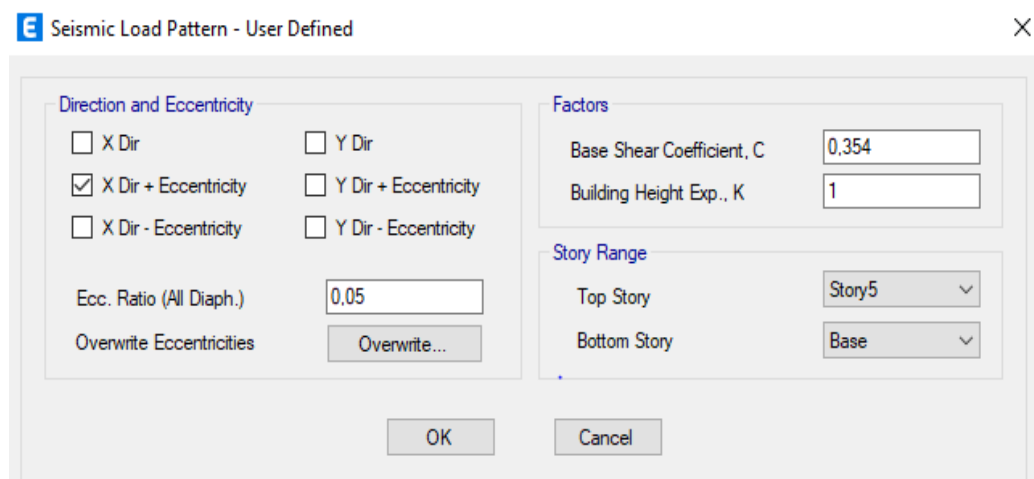 E Seismic Load Pattern - User Defined
Direction and Eccentricity
X Dir
Y Dir
X Dir + Eccentricity
Y Dir + Eccentricity
X Dir - Eccentricity
Y Dir - Eccentricity
Ecc. Ratio (All Diaph.)
0,05
Overwrite Eccentricities
Overwrite...
Factors
Base Shear Coefficient, C
0,354
Building Height Exp., K
1
Story Range
Top Story
Story5
Bottom Story
Base
OK
Cancel